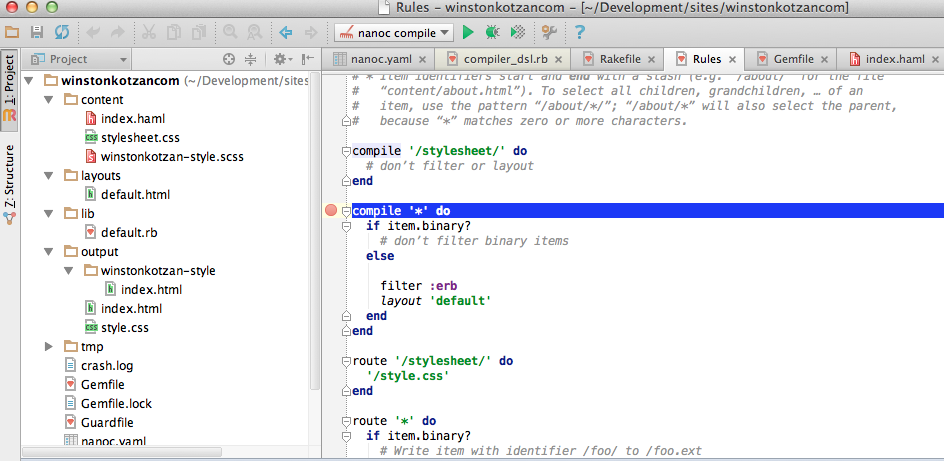 Rules – winstonkotzancom – [~/Development/sites/winstonkotzancom]
nanoc compile
Project
nanoc.yaml
compiler_dsl.rb
Rakefile
Rules
Gemfile
index.haml
1: Project
Z: Structure
winstonkotzancom (~/Development/sites
content
index.haml
stylesheet.css
winstonkotzan-style.scss
layouts
default.html
lib
default.rb
output
winstonkotzan-style
index.html
index.html
style.css
tmp
crash.log
Gemfile
Gemfile.lock
Guardfile
nanoc.yaml
# * item identifiers start and end with a slash (e.g. “/about/” for the file
#   “content/about.html”). To select all children, grandchildren, … of an
#   item, use the pattern “/about/*/”; “/about/*” will also select the parent,
#   because “*” matches zero or more characters.
compile '/stylesheet/' do
# don’t filter or layout
end
compile '*' do
if item.binary?
# don’t filter binary items
else
filter :erb
layout 'default'
end
end
route '/stylesheet/' do
'/style.css'
end
route '*' do
if item.binary?
# Write item with identifier /foo/ to /foo.ext